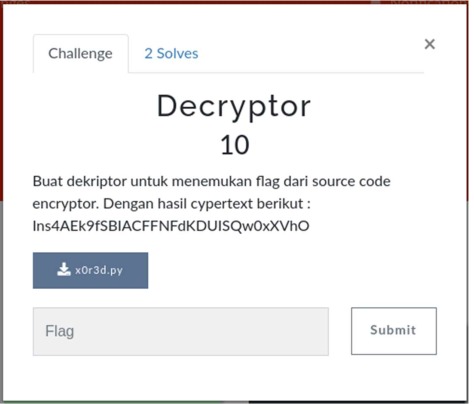 Challenge
2 Solves
×
Decryptor
10
Buat dekriptor untuk menemukan flag dari source code
encryptor. Dengan hasil cypertext berikut :
Ins4AEk9fSBIACFFNFdKDUISQw0xXVhO
x0r3d.py
Flag
Submit